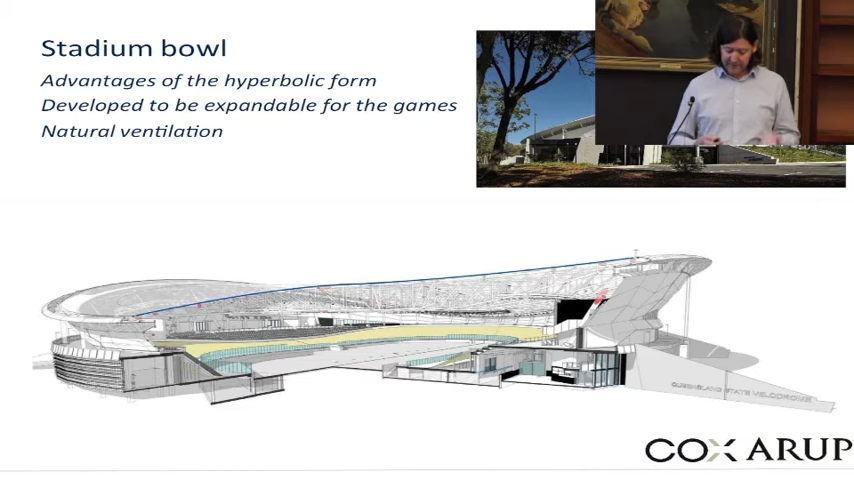 Stadium bowl
Advantages of the hyperbolic form
Developed to be expandable for the games
Natural ventilation
QUEENSLAND STATE VELODROME
COX ARUP